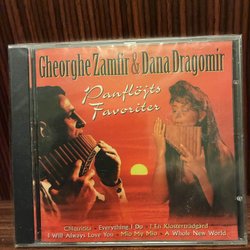 Gheorghe Zamfir & Dana Dragomir
Panflöjts
Favoriter
Chiquitita · Everything I Do · I En Klosterträdgård
I Will Always Love You · Mio My Mio · A Whole New World